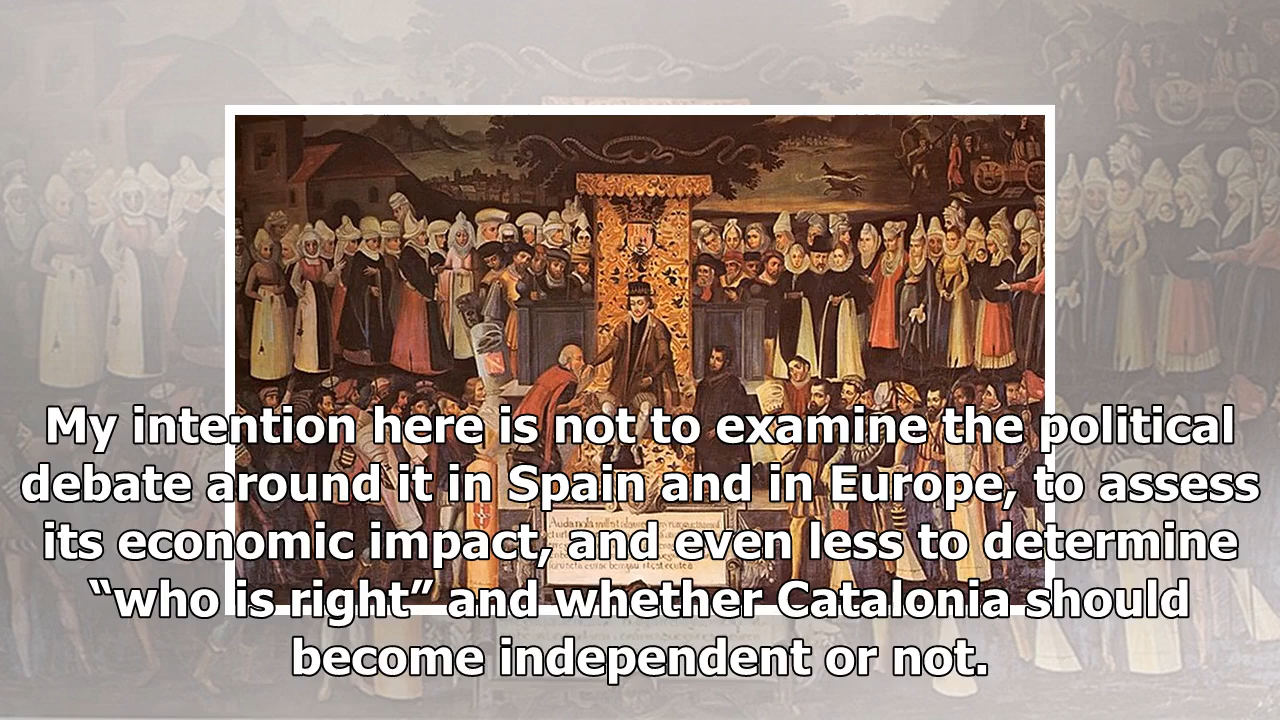 My intention here is not to examine the political
debate around it in Spain and in Europe, to assess
its economic impact, and even less to determine
“who is right” and whether Catalonia should
become independent or not.